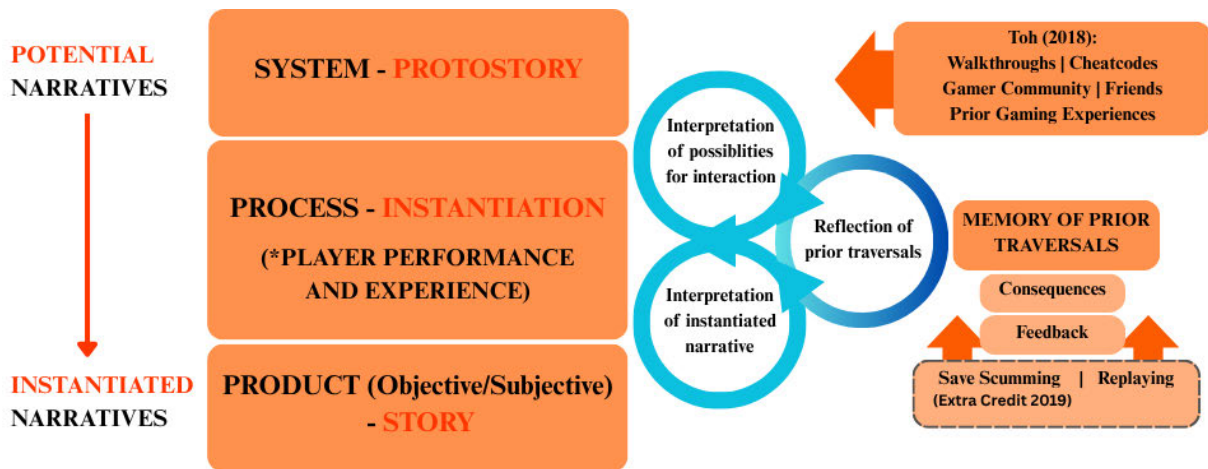 POTENTIAL
NARRATIVES
INSTANTIATED
NARRATIVES
SYSTEM - PROTOSTORY
PROCESS - INSTANTIATION
(*PLAYER PERFORMANCE
AND EXPERIENCE)
PRODUCT (Objective/Subjective)
- STORY
Interpretation
of possiblities
for interaction
Interpretation
of instantiated
narrative
Reflection of
prior traversals
Toh (2018):
Walkthroughs | Cheatcodes
Gamer Community | Friends
Prior Gaming Experiences
MEMORY OF PRIOR
TRAVERSALS
Consequences
Feedback
Save Scumming | Replaying
(Extra Credit 2019)